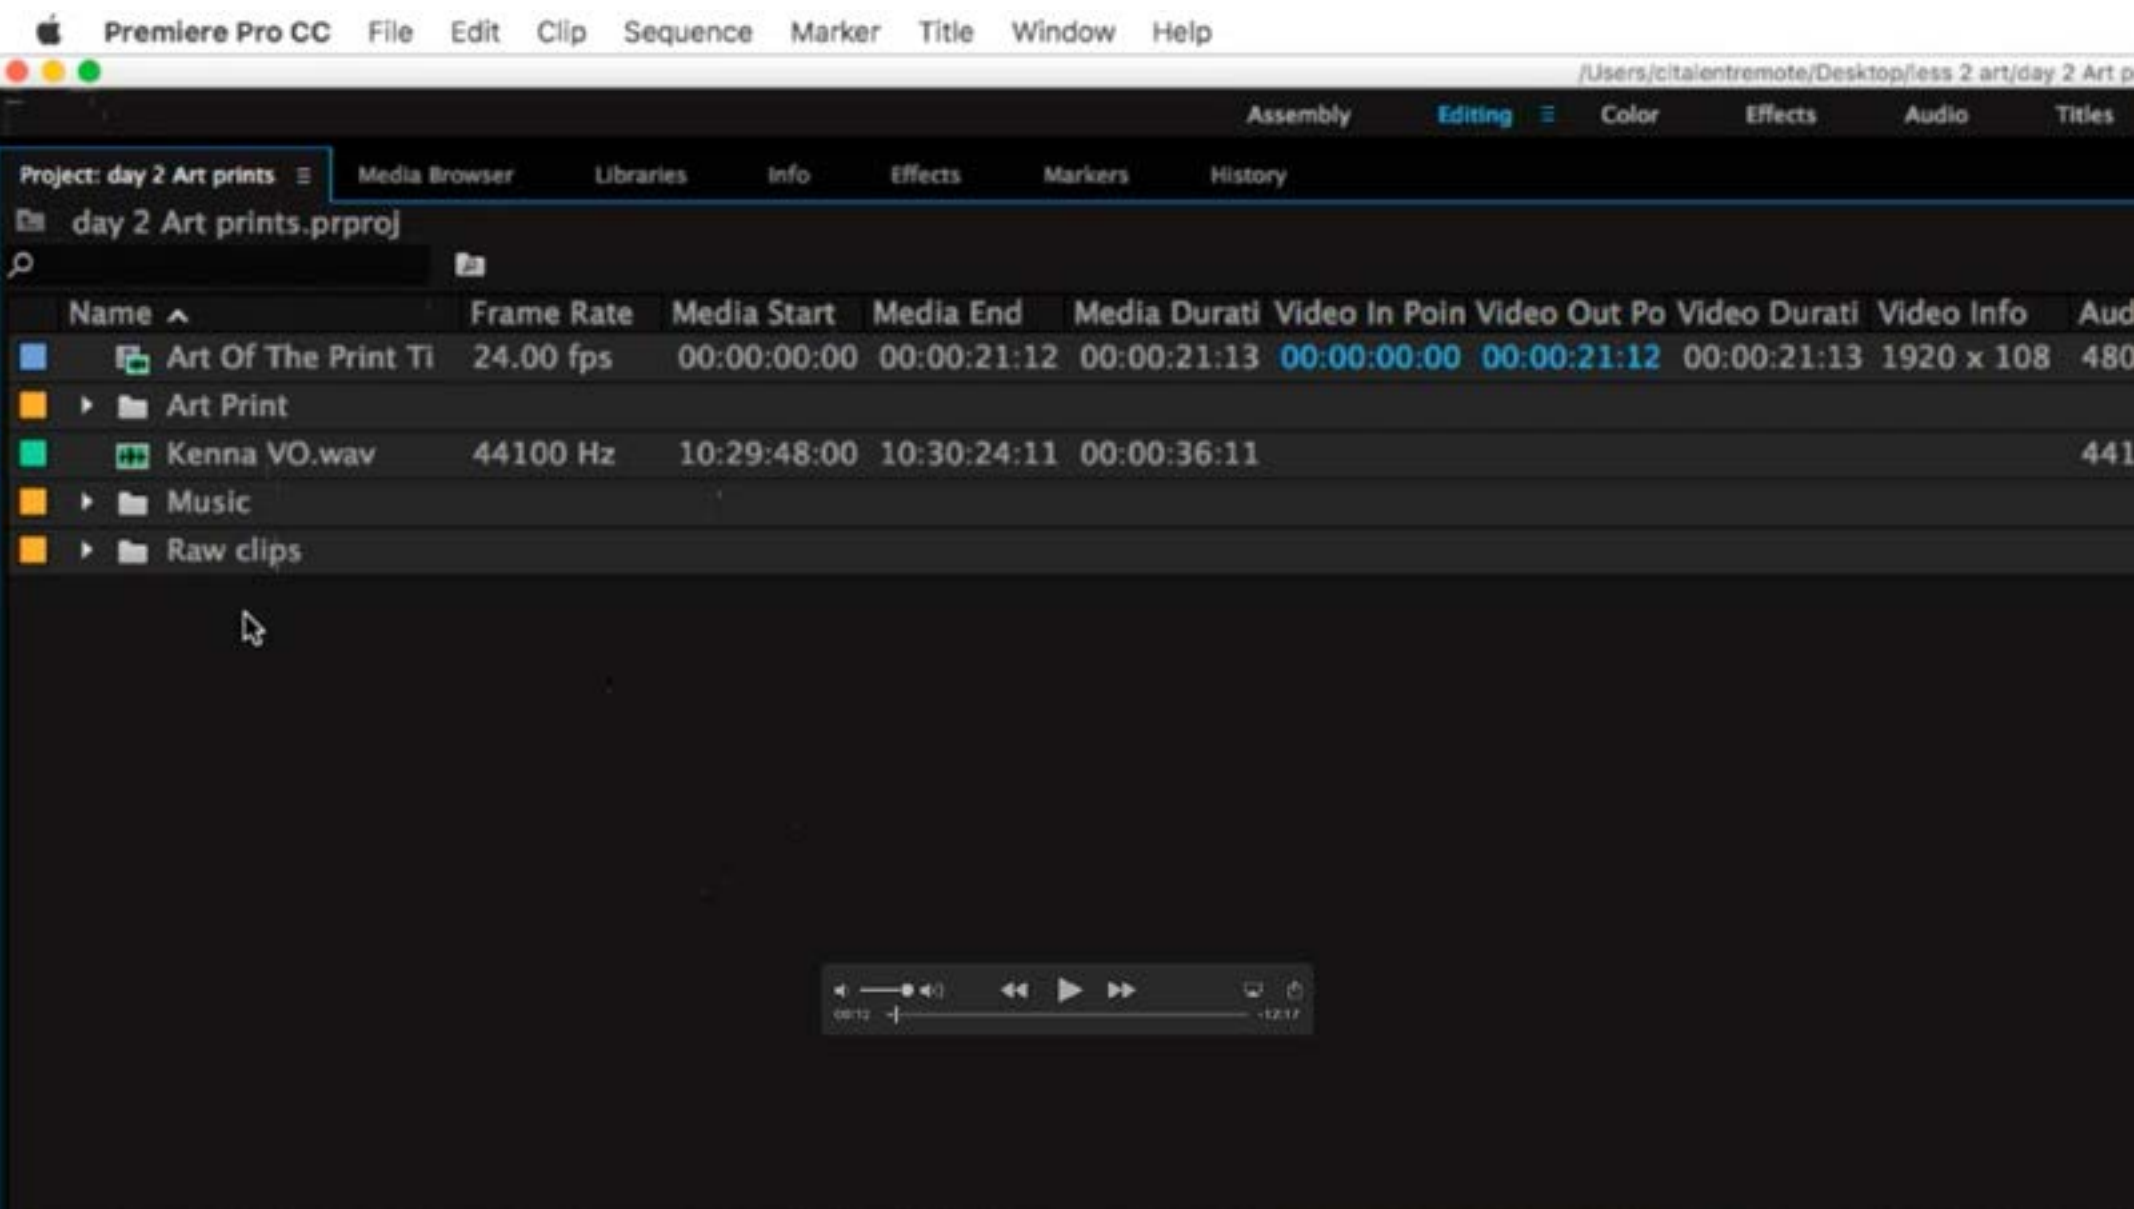 Premiere Pro CC File Edit Clip Sequence Marker Title Window Help
/Users/citalentremote/Desktop/less 2 art/day 2 Art p
Assembly Editing Color Effects Audio Titles
Project: day 2 Art prints Media Browser Libraries Info Effects Markers History
day 2 Art prints.prproj
Name Frame Rate Media Start Media End Media Durati Video In Poin Video Out Po Video Durati Video Info Aud
Art Of The Print Ti 24.00 fps 00:00:00:00 00:00:21:12 00:00:21:13 00:00:00:00 00:00:21:12 00:00:21:13 1920 x 108 480
Art Print
Kenna VO.wav 44100 Hz 10:29:48:00 10:30:24:11 00:00:36:11 441
Music
Raw clips
00:12 -12:17